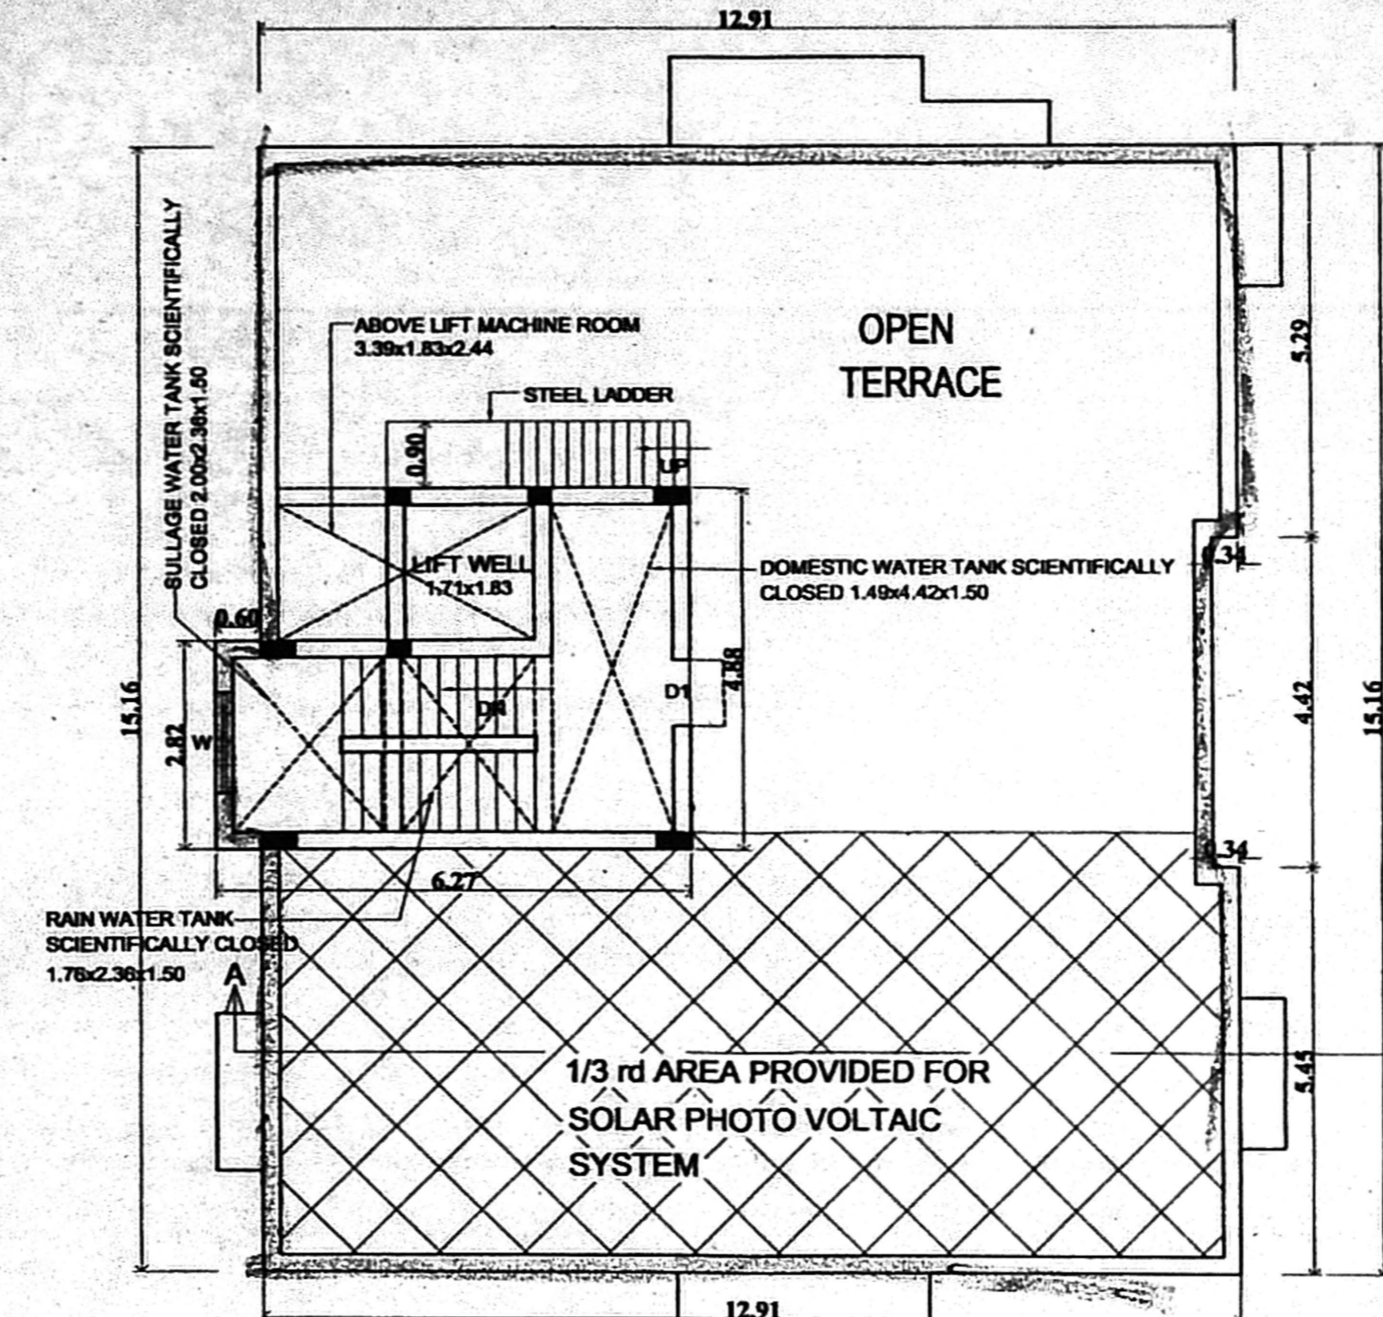 12.91
SULLAGE WATER TANK SCIENTIFICALLY
CLOSED 2.00x2.36x1.50
ABOVE LIFT MACHINE ROOM
3.39x1.83x2.44
OPEN
TERRACE
5.29
STEEL LADDER
0.90
UP
LIFT WELL
1.71x1.83
0.34
DOMESTIC WATER TANK SCIENTIFICALLY
CLOSED 1.49x4.42x1.50
0.60
15.16
2.82
W
DN
D1
4.88
4.42
15.16
0.34
6.27
RAIN WATER TANK
SCIENTIFICALLY CLOSED
1.76x2.36x1.50
A
1/3 rd AREA PROVIDED FOR
SOLAR PHOTO VOLTAIC
SYSTEM
5.45
12.91